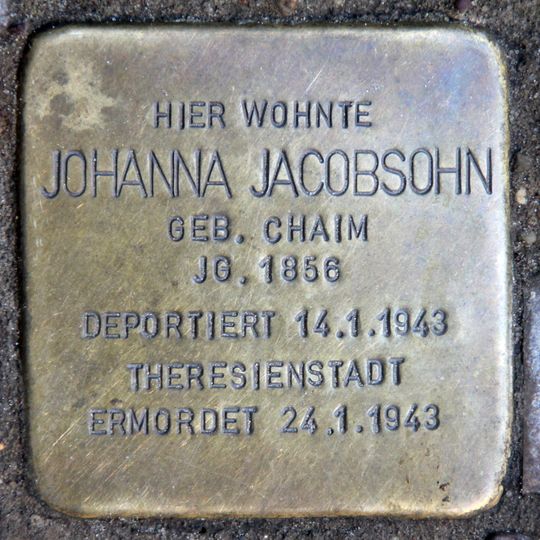 HIER WOHNTE
JOHANNA JACOBSOHN
GEB. CHAIM
JG. 1856
DEPORTIERT 14.1.1943
THERESIENSTADT
ERMORDET 24.1.1943